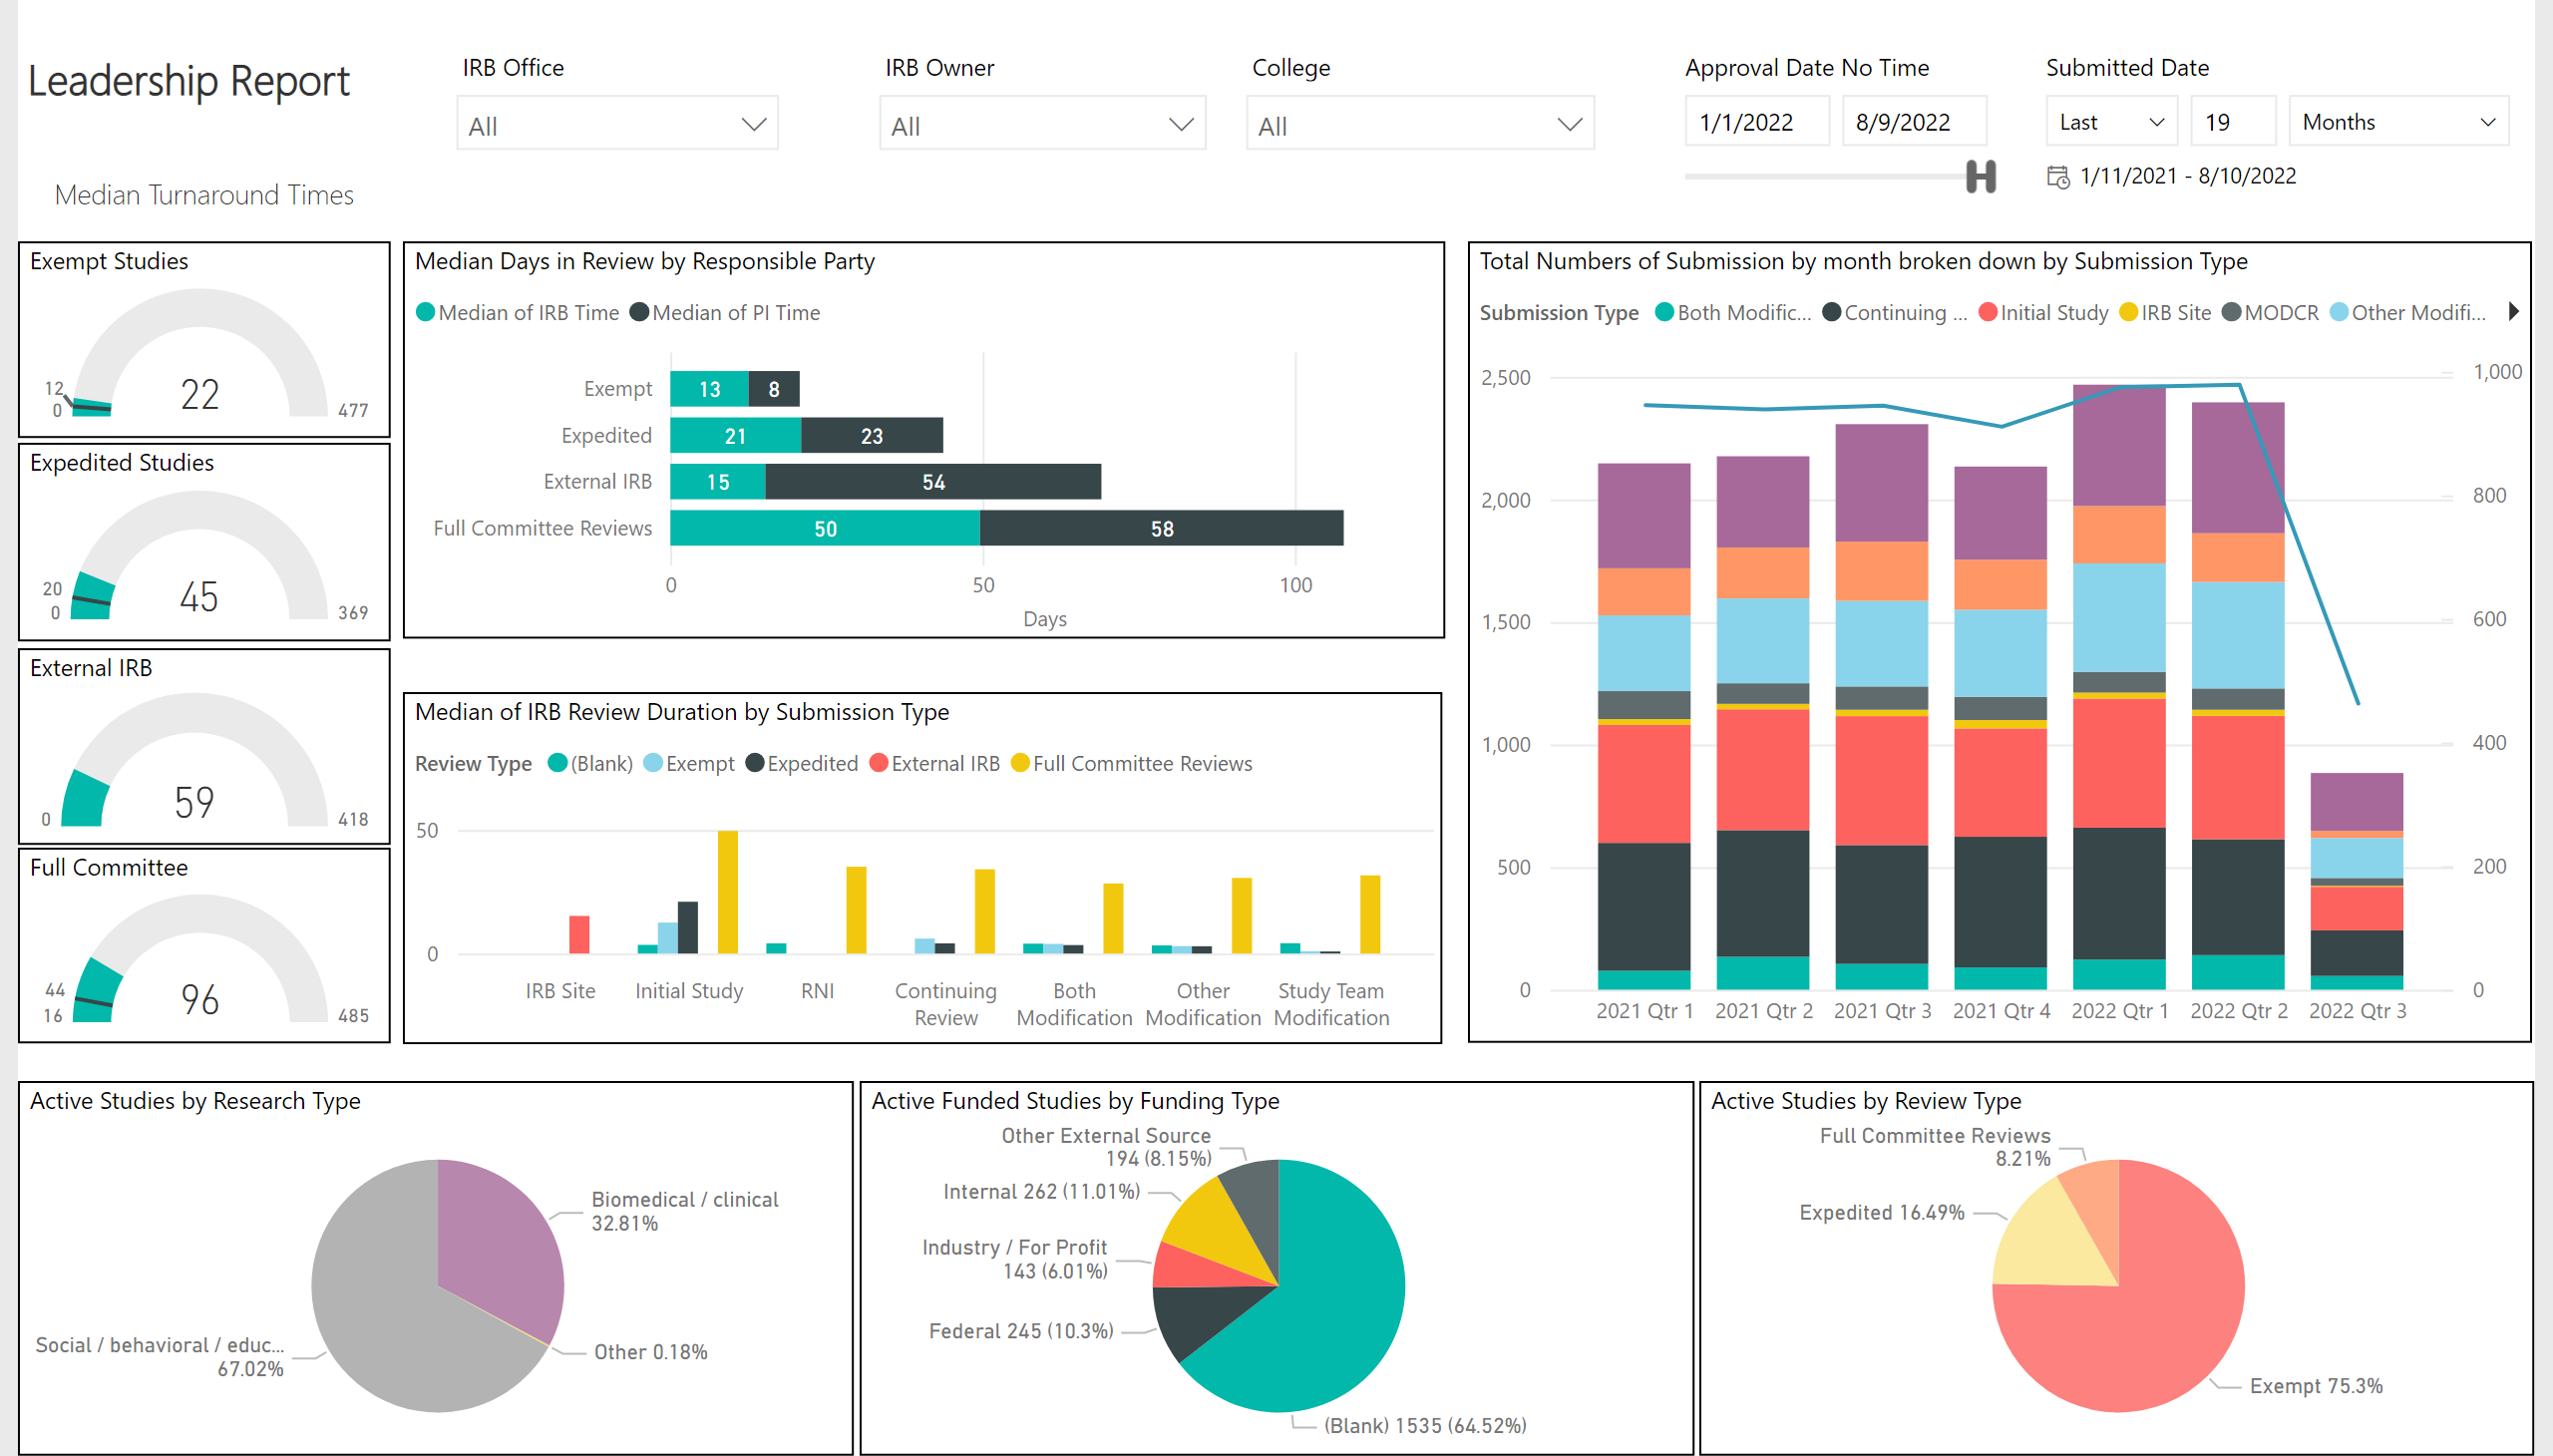 Leadership Report
IRB Office
All
IRB Owner
All
College
All
Approval Date No Time
1/1/2022
8/9/2022
Submitted Date
Last
19
Months
1/11/2021 - 8/10/2022
Median Turnaround Times
Exempt Studies
12
0
22
477
Expedited Studies
20
0
45
369
External IRB
0
59
418
Full Committee
44
16
96
485
Median Days in Review by Responsible Party
Median of IRB Time
Median of PI Time
Exempt
13
8
Expedited
21
23
External IRB
15
54
Full Committee Reviews
50
58
0
50
100
Days
Median of IRB Review Duration by Submission Type
Review Type
(Blank)
Exempt
Expedited
External IRB
Full Committee Reviews
50
0
IRB Site
Initial Study
RNI
Continuing
Review
Both
Modification
Other
Modification
Study Team
Modification
Total Numbers of Submission by month broken down by Submission Type
Submission Type
Both Modific...
Continuing ...
Initial Study
IRB Site
MODCR
Other Modifi...
2,500
2,000
1,500
1,000
500
0
1,000
800
600
400
200
0
2021 Qtr 1
2021 Qtr 2
2021 Qtr 3
2021 Qtr 4
2022 Qtr 1
2022 Qtr 2
2022 Qtr 3
Active Studies by Research Type
Biomedical / clinical
32.81%
Other 0.18%
Social / behavioral / educ...
67.02%
Active Funded Studies by Funding Type
Other External Source
194 (8.15%)
Internal 262 (11.01%)
Industry / For Profit
143 (6.01%)
Federal 245 (10.3%)
(Blank) 1535 (64.52%)
Active Studies by Review Type
Full Committee Reviews
8.21%
Expedited 16.49%
Exempt 75.3%